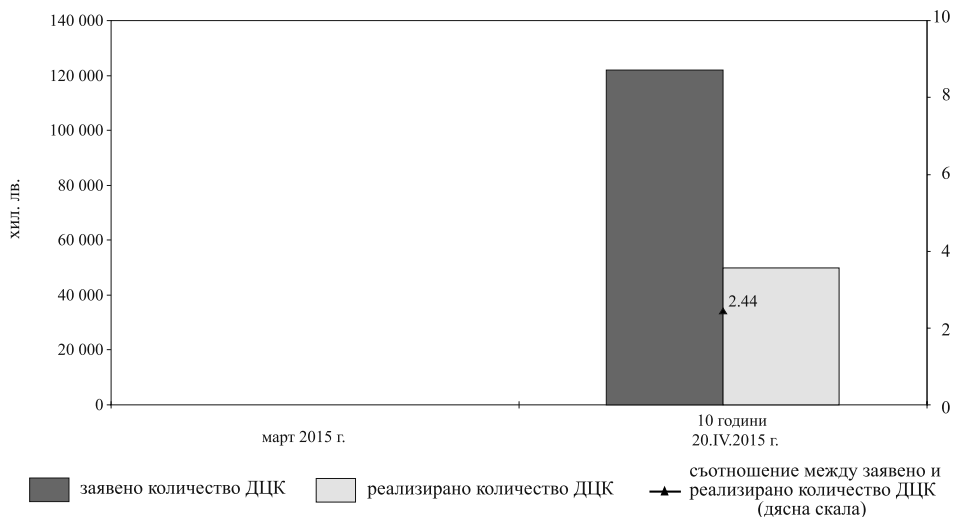 140 000
120 000
100 000
80 000
60 000
40 000
20 000
0
хил. лв.
10
8
6
4
2
0
2.44
март 2015 г.
10 години
20.IV.2015 г.
заявено количество ДЦК
реализирано количество ДЦК
съотношение между заявено и
реализирано количество ДЦК
(дясна скала)